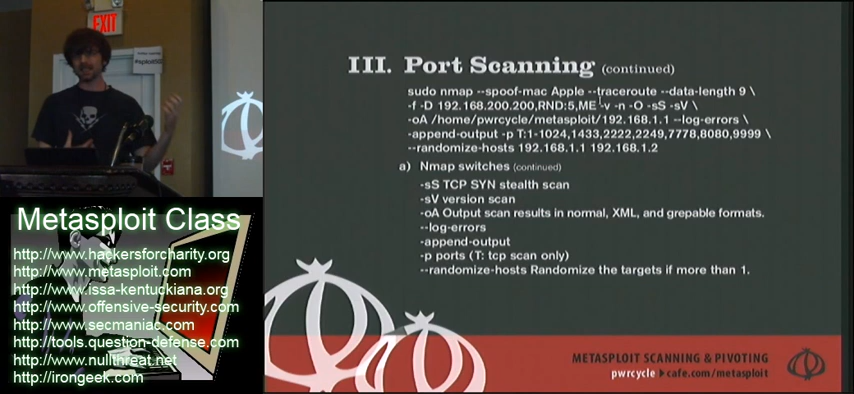 EXIT
#sploit50
Metasploit Class
http://www.hackersforcharity.org
http://www.metasploit.com
http://www.issa-kentuckiana.org
http://www.offensive-security.com
http://www.secmaniac.com
http://tools.question-defense.com
http://www.nullthreat.net
http://irongeek.com
III. Port Scanning (continued)
sudo nmap --spoof-mac Apple --traceroute --data-length 9 \
-f -D 192.168.200.200,RND:5,ME -v -n -O -sS -sV \
-oA /home/pwrcycle/metasploit/192.168.1.1 --log-errors \
-append-output -p T:1-1024,1433,2222,2249,7778,8080,9999 \
--randomize-hosts 192.168.1.1 192.168.1.2
a) Nmap switches (continued)
-sS TCP SYN stealth scan
-sV version scan
-oA Output scan results in normal, XML, and grepable formats.
--log-errors
-append-output
-p ports (T: tcp scan only)
--randomize-hosts Randomize the targets if more than 1.
METASPLOIT SCANNING & PIVOTING
pwrcycle ▸ cafe.com/metasploit